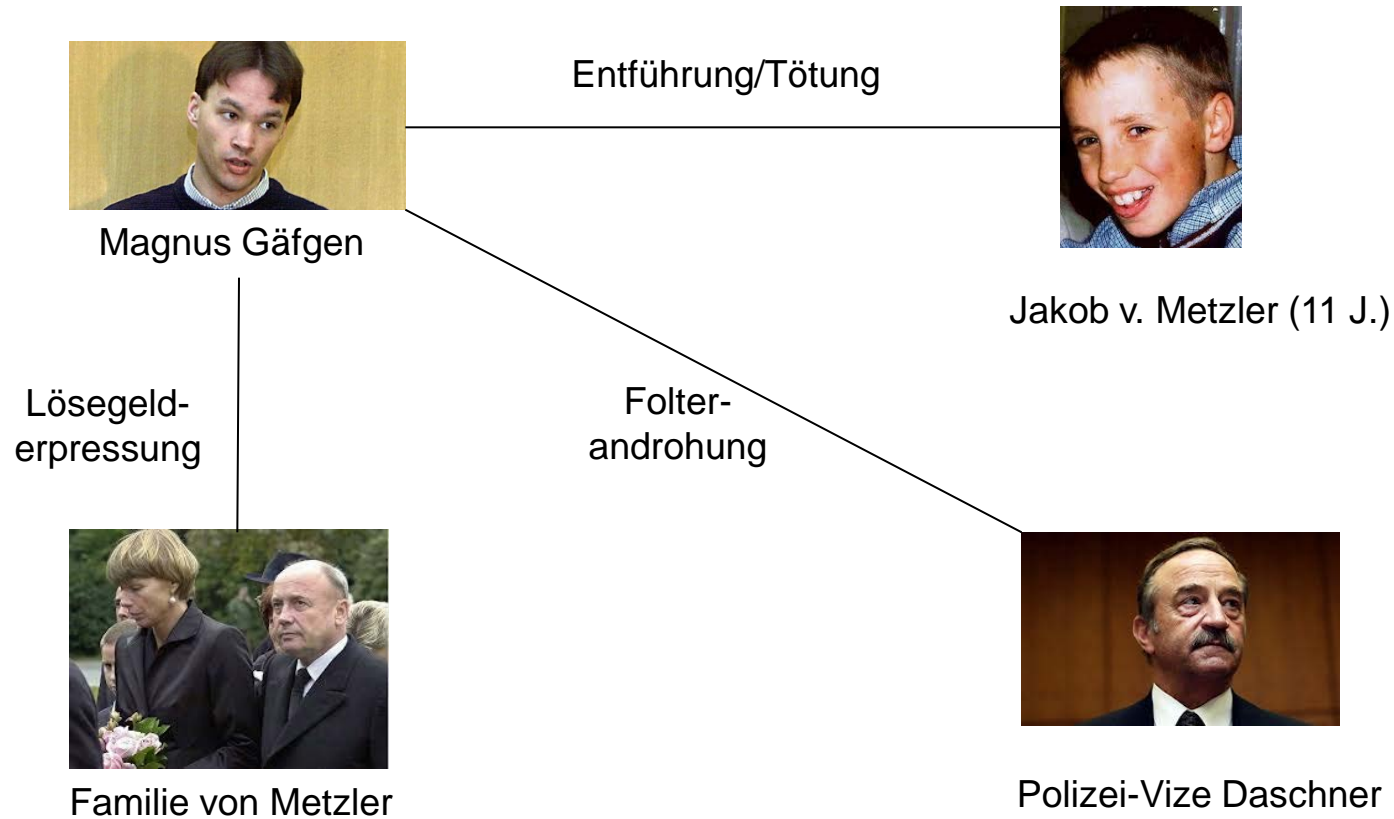 Entführung/Tötung
Magnus Gäfgen
Jakob v. Metzler (11 J.)
Lösegeld-
erpressung
Folter-
androhung
Familie von Metzler
Polizei-Vize Daschner